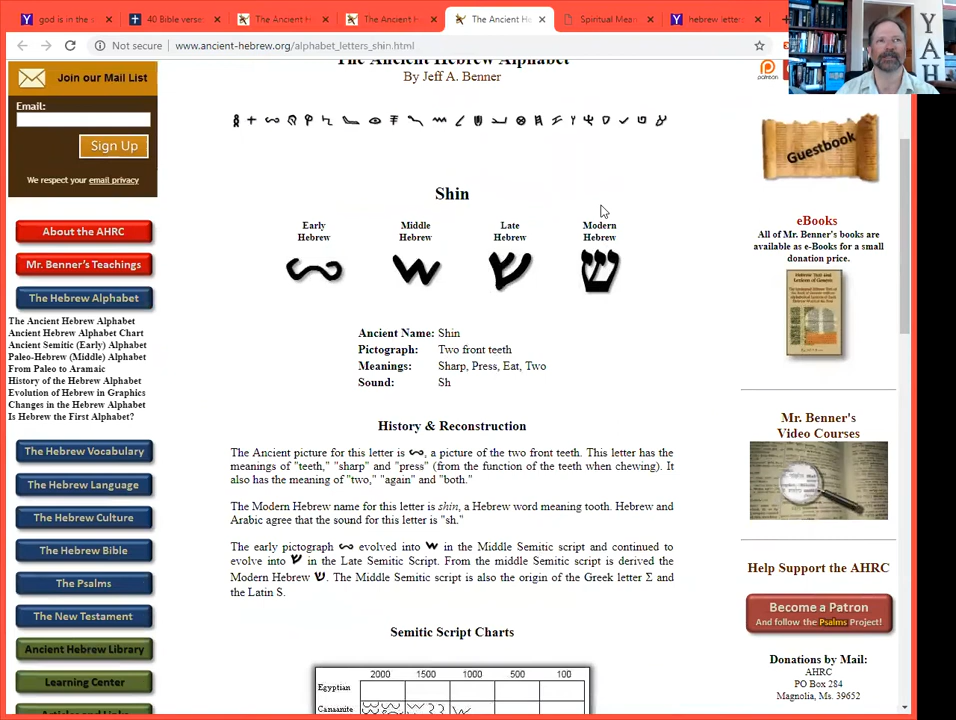 god is in the
40 Bible verse
The Ancient H
The Ancient H
The Ancient He
Spiritual Mean
hebrew letter
Not secure
www.ancient-hebrew.org/alphabet_letters_shin.html
YAH
Join our Mail List
Email:
Sign Up
We respect your email privacy
About the AHRC
Mr. Benner's Teachings
The Hebrew Alphabet
The Ancient Hebrew Alphabet
Ancient Hebrew Alphabet Chart
Ancient Semitic (Early) Alphabet
Paleo-Hebrew (Middle) Alphabet
From Paleo to Aramaic
History of the Hebrew Alphabet
Evolution of Hebrew in Graphics
Changes in the Hebrew Alphabet
Is Hebrew the First Alphabet?
The Hebrew Vocabulary
The Hebrew Language
The Hebrew Culture
The Hebrew Bible
The Psalms
The New Testament
Ancient Hebrew Library
Learning Center
Articles and Links
The Ancient Hebrew Alphabet
By Jeff A. Benner
Shin
Early
Hebrew
Middle
Hebrew
Late
Hebrew
Modern
Hebrew
ש
Ancient Name: Shin
Pictograph: Two front teeth
Meanings: Sharp, Press, Eat, Two
Sound: Sh
History & Reconstruction
The Ancient picture for this letter is , a picture of the two front teeth. This letter has the
meanings of "teeth," "sharp" and "press" (from the function of the teeth when chewing). It
also has the meaning of "two," "again" and "both."
The Modern Hebrew name for this letter is shin, a Hebrew word meaning tooth. Hebrew and
Arabic agree that the sound for this letter is "sh."
The early pictograph evolved into in the Middle Semitic script and continued to
evolve into in the Late Semitic Script. From the middle Semitic script is derived the
Modern Hebrew ש. The Middle Semitic script is also the origin of the Greek letter Σ and
the Latin S.
Semitic Script Charts
2000 1500 1000 500 100
Egyptian
Canaanite
patreon
Guestbook
eBooks
All of Mr. Benner's books are
available as e-Books for a small
donation price.
Mr. Benner's
Video Courses
Help Support the AHRC
Become a Patron
And follow the Psalms Project!
Donations by Mail:
AHRC
PO Box 284
Magnolia, Ms. 39652